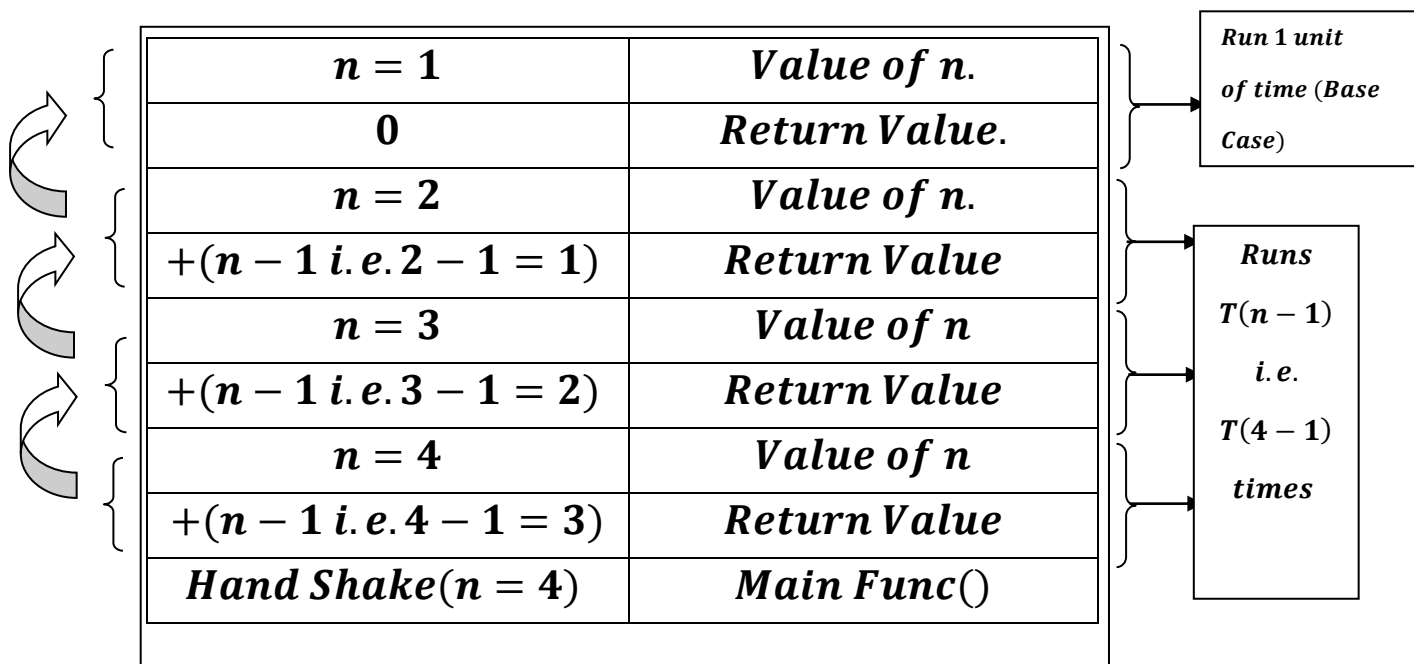 n = 1 Value of n.
0 Return Value.
n = 2 Value of n.
+(n − 1 i.e. 2 − 1 = 1) Return Value
n = 3 Value of n
+(n − 1 i.e. 3 − 1 = 2) Return Value
n = 4 Value of n
+(n − 1 i.e. 4 − 1 = 3) Return Value
Hand Shake(n = 4) Main Func()
Run 1 unit
of time (Base
Case)
Runs
T(n − 1)
i.e.
T(4 − 1)
times